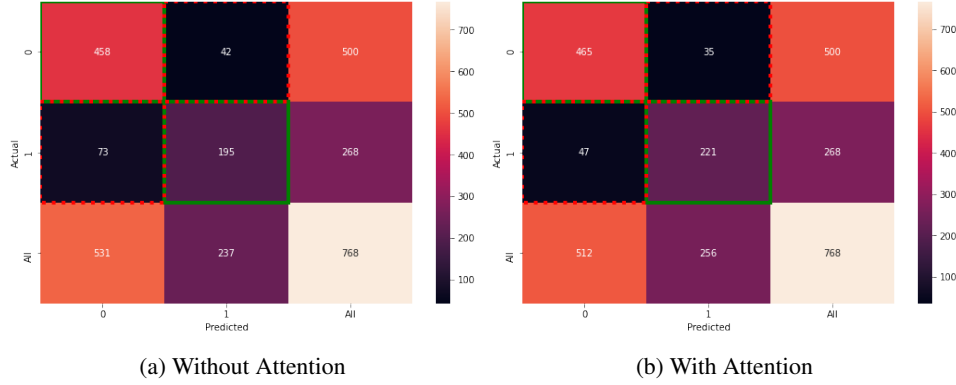 0 458 42 500
Actual
1 73 195 268
All 531 237 768
0 1 All
Predicted
700
600
500
400
300
200
100
(a) Without Attention
0 465 35 500
Actual
1 47 221 268
All 512 256 768
0 1 All
Predicted
700
600
500
400
300
200
100
(b) With Attention